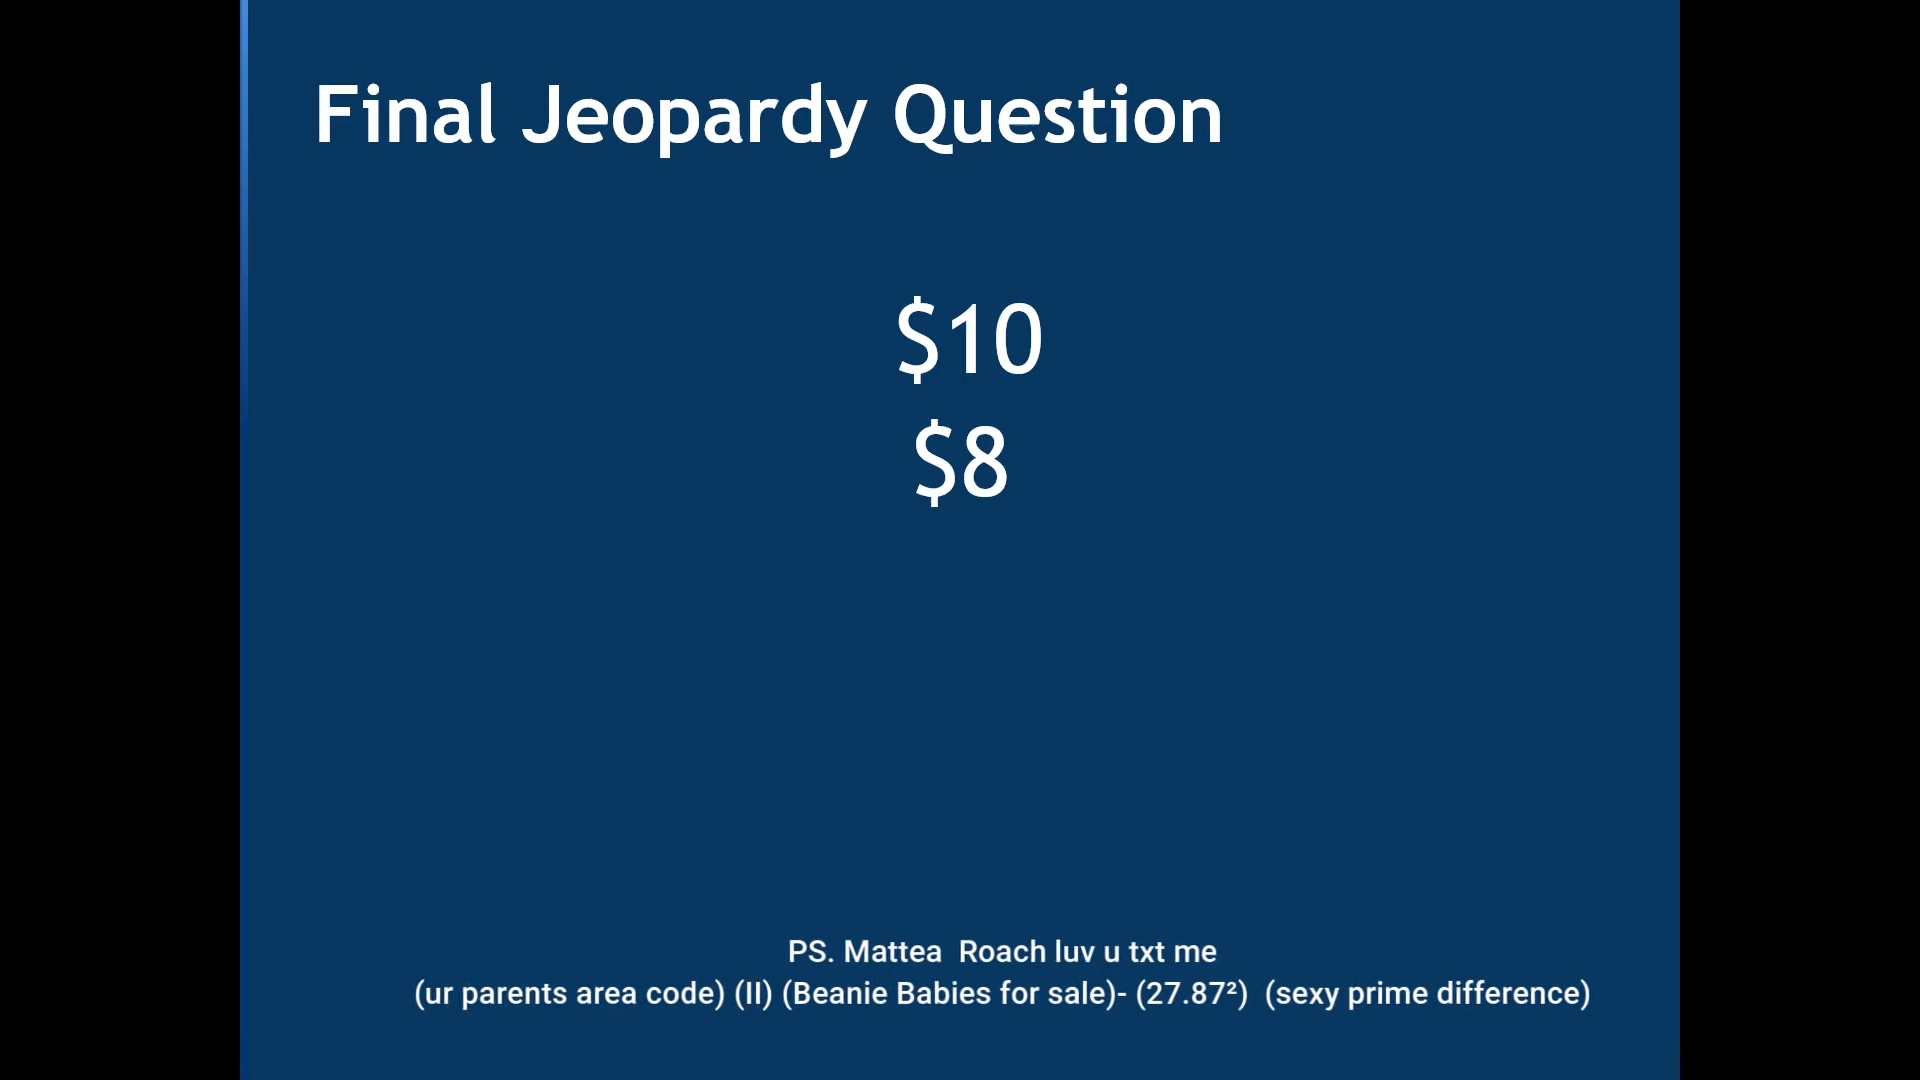 Final Jeopardy Question
$10
$8
PS. Mattea  Roach luv u txt me
(ur parents area code) (II) (Beanie Babies for sale)- (27.87²)  (sexy prime difference)